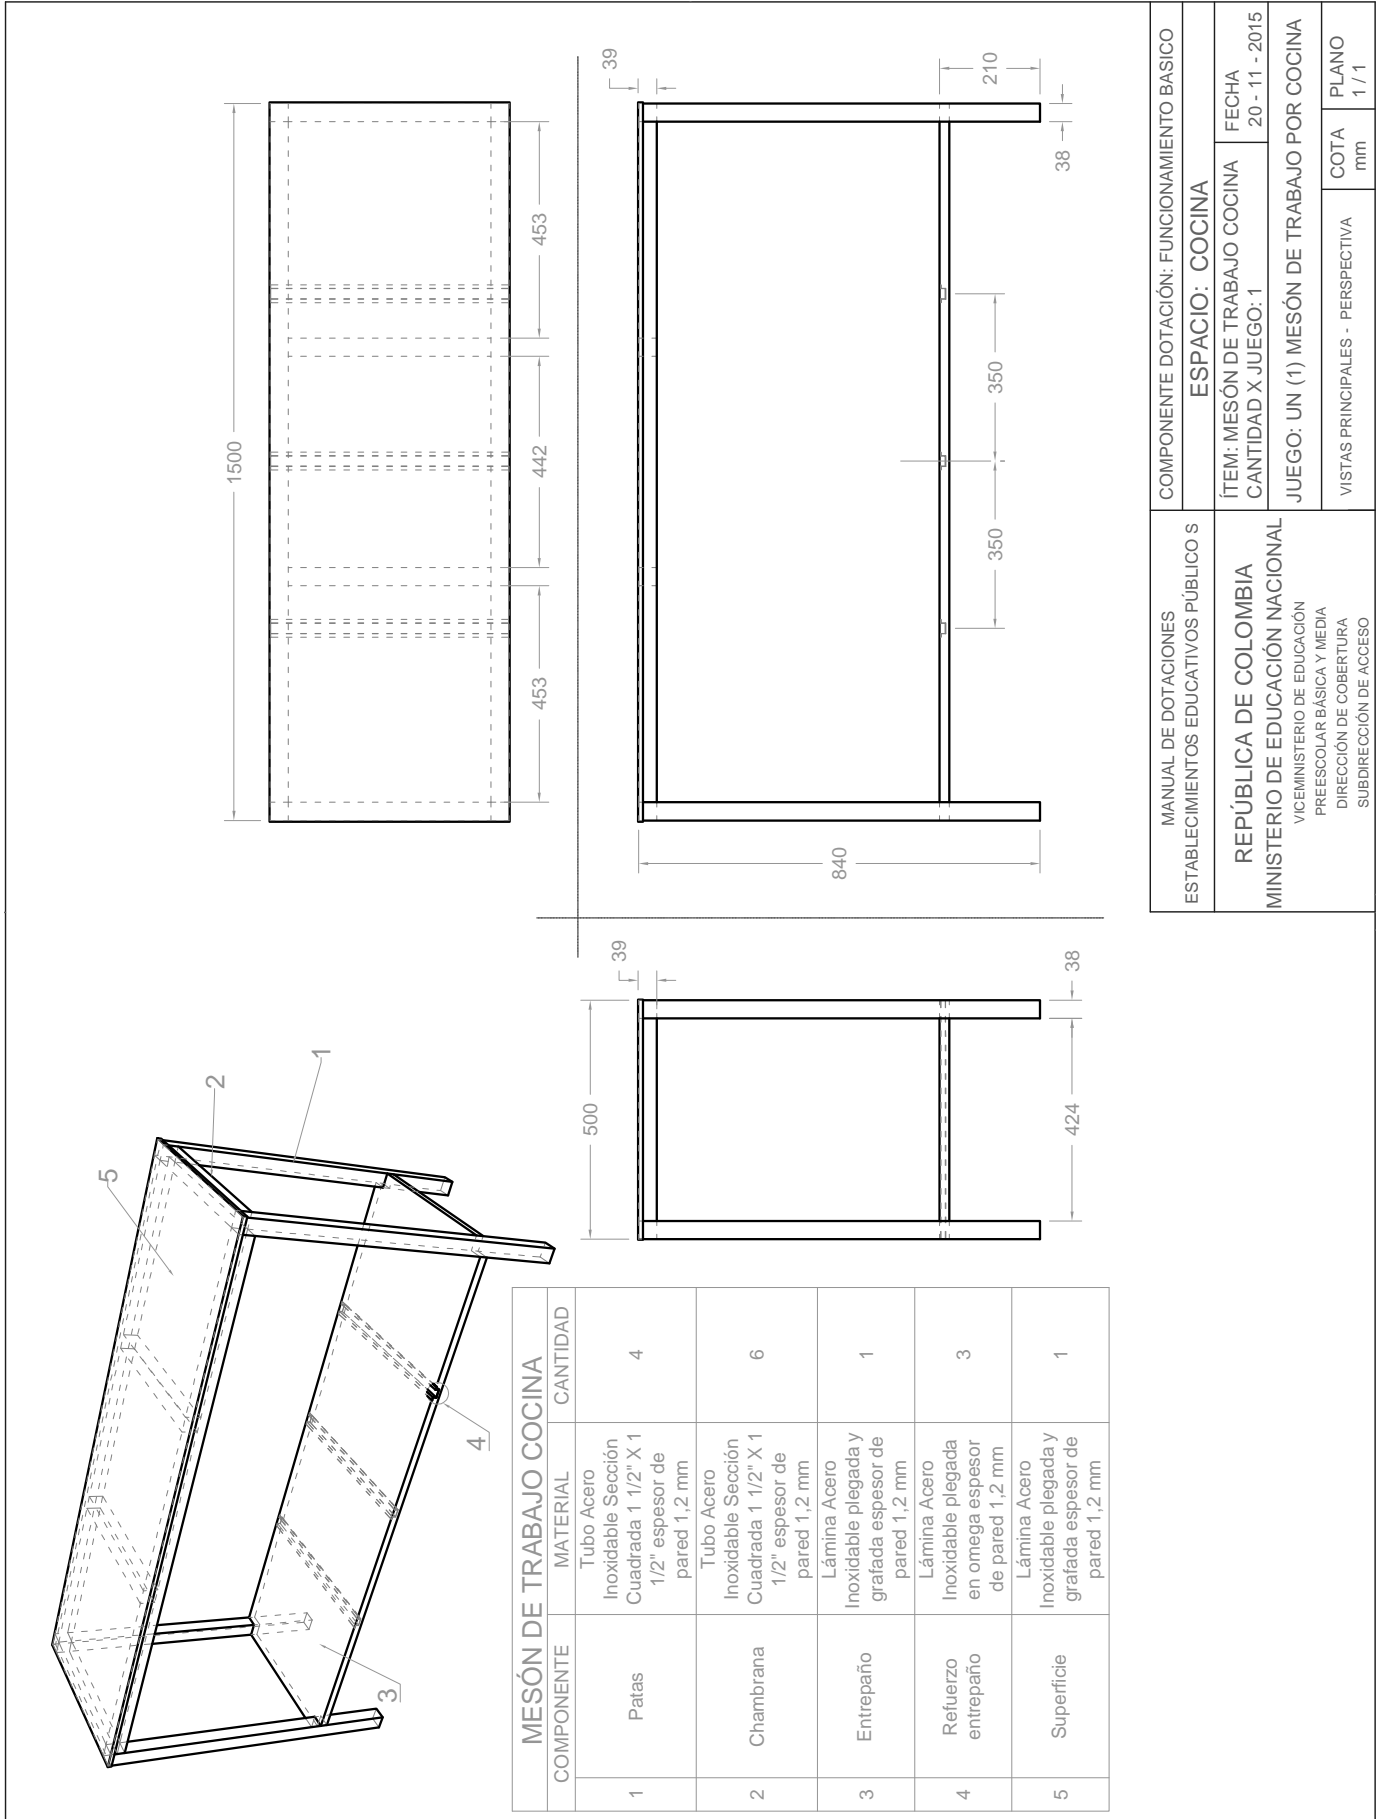 5
2
1
3
4
1500
453
442
453
500
39
424
38
39
840
350
350
210
38
MESÓN DE TRABAJO COCINA
COMPONENTE MATERIAL CANTIDAD
1 Patas Tubo Acero
Inoxidable Sección
Cuadrada 1 1/2" X 1
1/2" espesor de
pared 1,2 mm 4
2 Chambrana Tubo Acero
Inoxidable Sección
Cuadrada 1 1/2" X 1
1/2" espesor de
pared 1,2 mm 6
3 Entrepaño Lámina Acero
Inoxidable plegada y
grafada espesor de
pared 1,2 mm 1
4 Refuerzo
entrepaño Lámina Acero
Inoxidable plegada
en omega espesor
de pared 1,2 mm 3
5 Superficie Lámina Acero
Inoxidable plegada y
grafada espesor de
pared 1,2 mm 1
MANUAL DE DOTACIONES
ESTABLECIMIENTOS EDUCATIVOS PÚBLICO S
REPÚBLICA DE COLOMBIA
MINISTERIO DE EDUCACIÓN NACIONAL
VICEMINISTERIO DE EDUCACIÓN
PREESCOLAR BÁSICA Y MEDIA
DIRECCIÓN DE COBERTURA
SUBDIRECCIÓN DE ACCESO
COMPONENTE DOTACIÓN: FUNCIONAMIENTO BASICO
ESPACIO: COCINA
ÍTEM: MESÓN DE TRABAJO COCINA
CANTIDAD X JUEGO: 1
FECHA
20 - 11 - 2015
JUEGO: UN (1) MESÓN DE TRABAJO POR COCINA
VISTAS PRINCIPALES - PERSPECTIVA
COTA
mm
PLANO
1 / 1